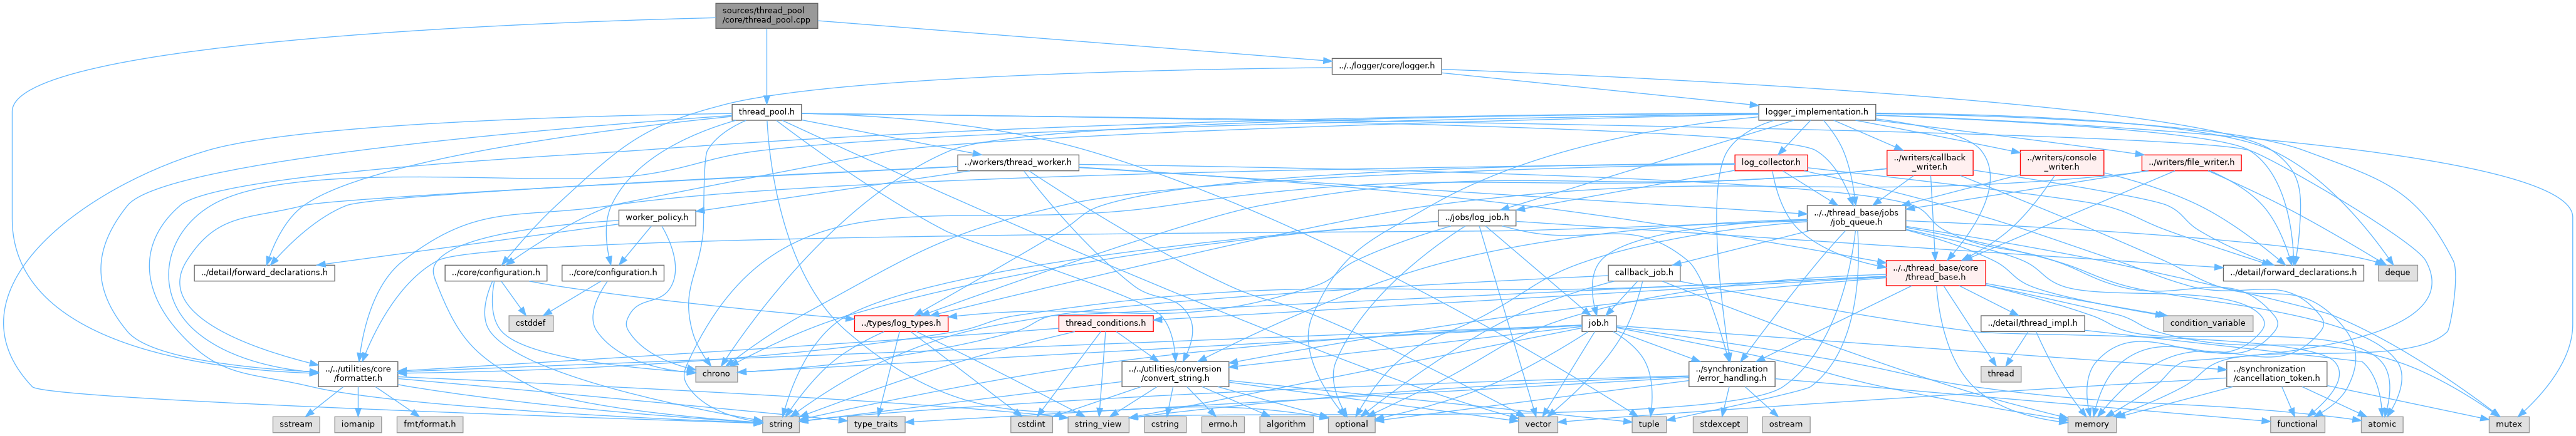 sources/thread_pool
/core/thread_pool.cpp
../../logger/core/logger.h
thread_pool.h
logger_implementation.h
../workers/thread_worker.h
log_collector.h
../writers/callback
_writer.h
../writers/console
_writer.h
../writers/file_writer.h
worker_policy.h
../jobs/log_job.h
../../thread_base/jobs
/job_queue.h
../detail/forward_declarations.h
../core/configuration.h
../core/configuration.h
callback_job.h
../../thread_base/core
/thread_base.h
../detail/forward_declarations.h
deque
cstddef
../types/log_types.h
thread_conditions.h
job.h
../detail/thread_impl.h
condition_variable
../../utilities/core
/formatter.h
chrono
../../utilities/conversion
/convert_string.h
../synchronization
/error_handling.h
thread
../synchronization
/cancellation_token.h
sstream
iomanip
fmt/format.h
string
type_traits
cstdint
string_view
cstring
errno.h
algorithm
optional
vector
tuple
stdexcept
ostream
memory
functional
atomic
mutex